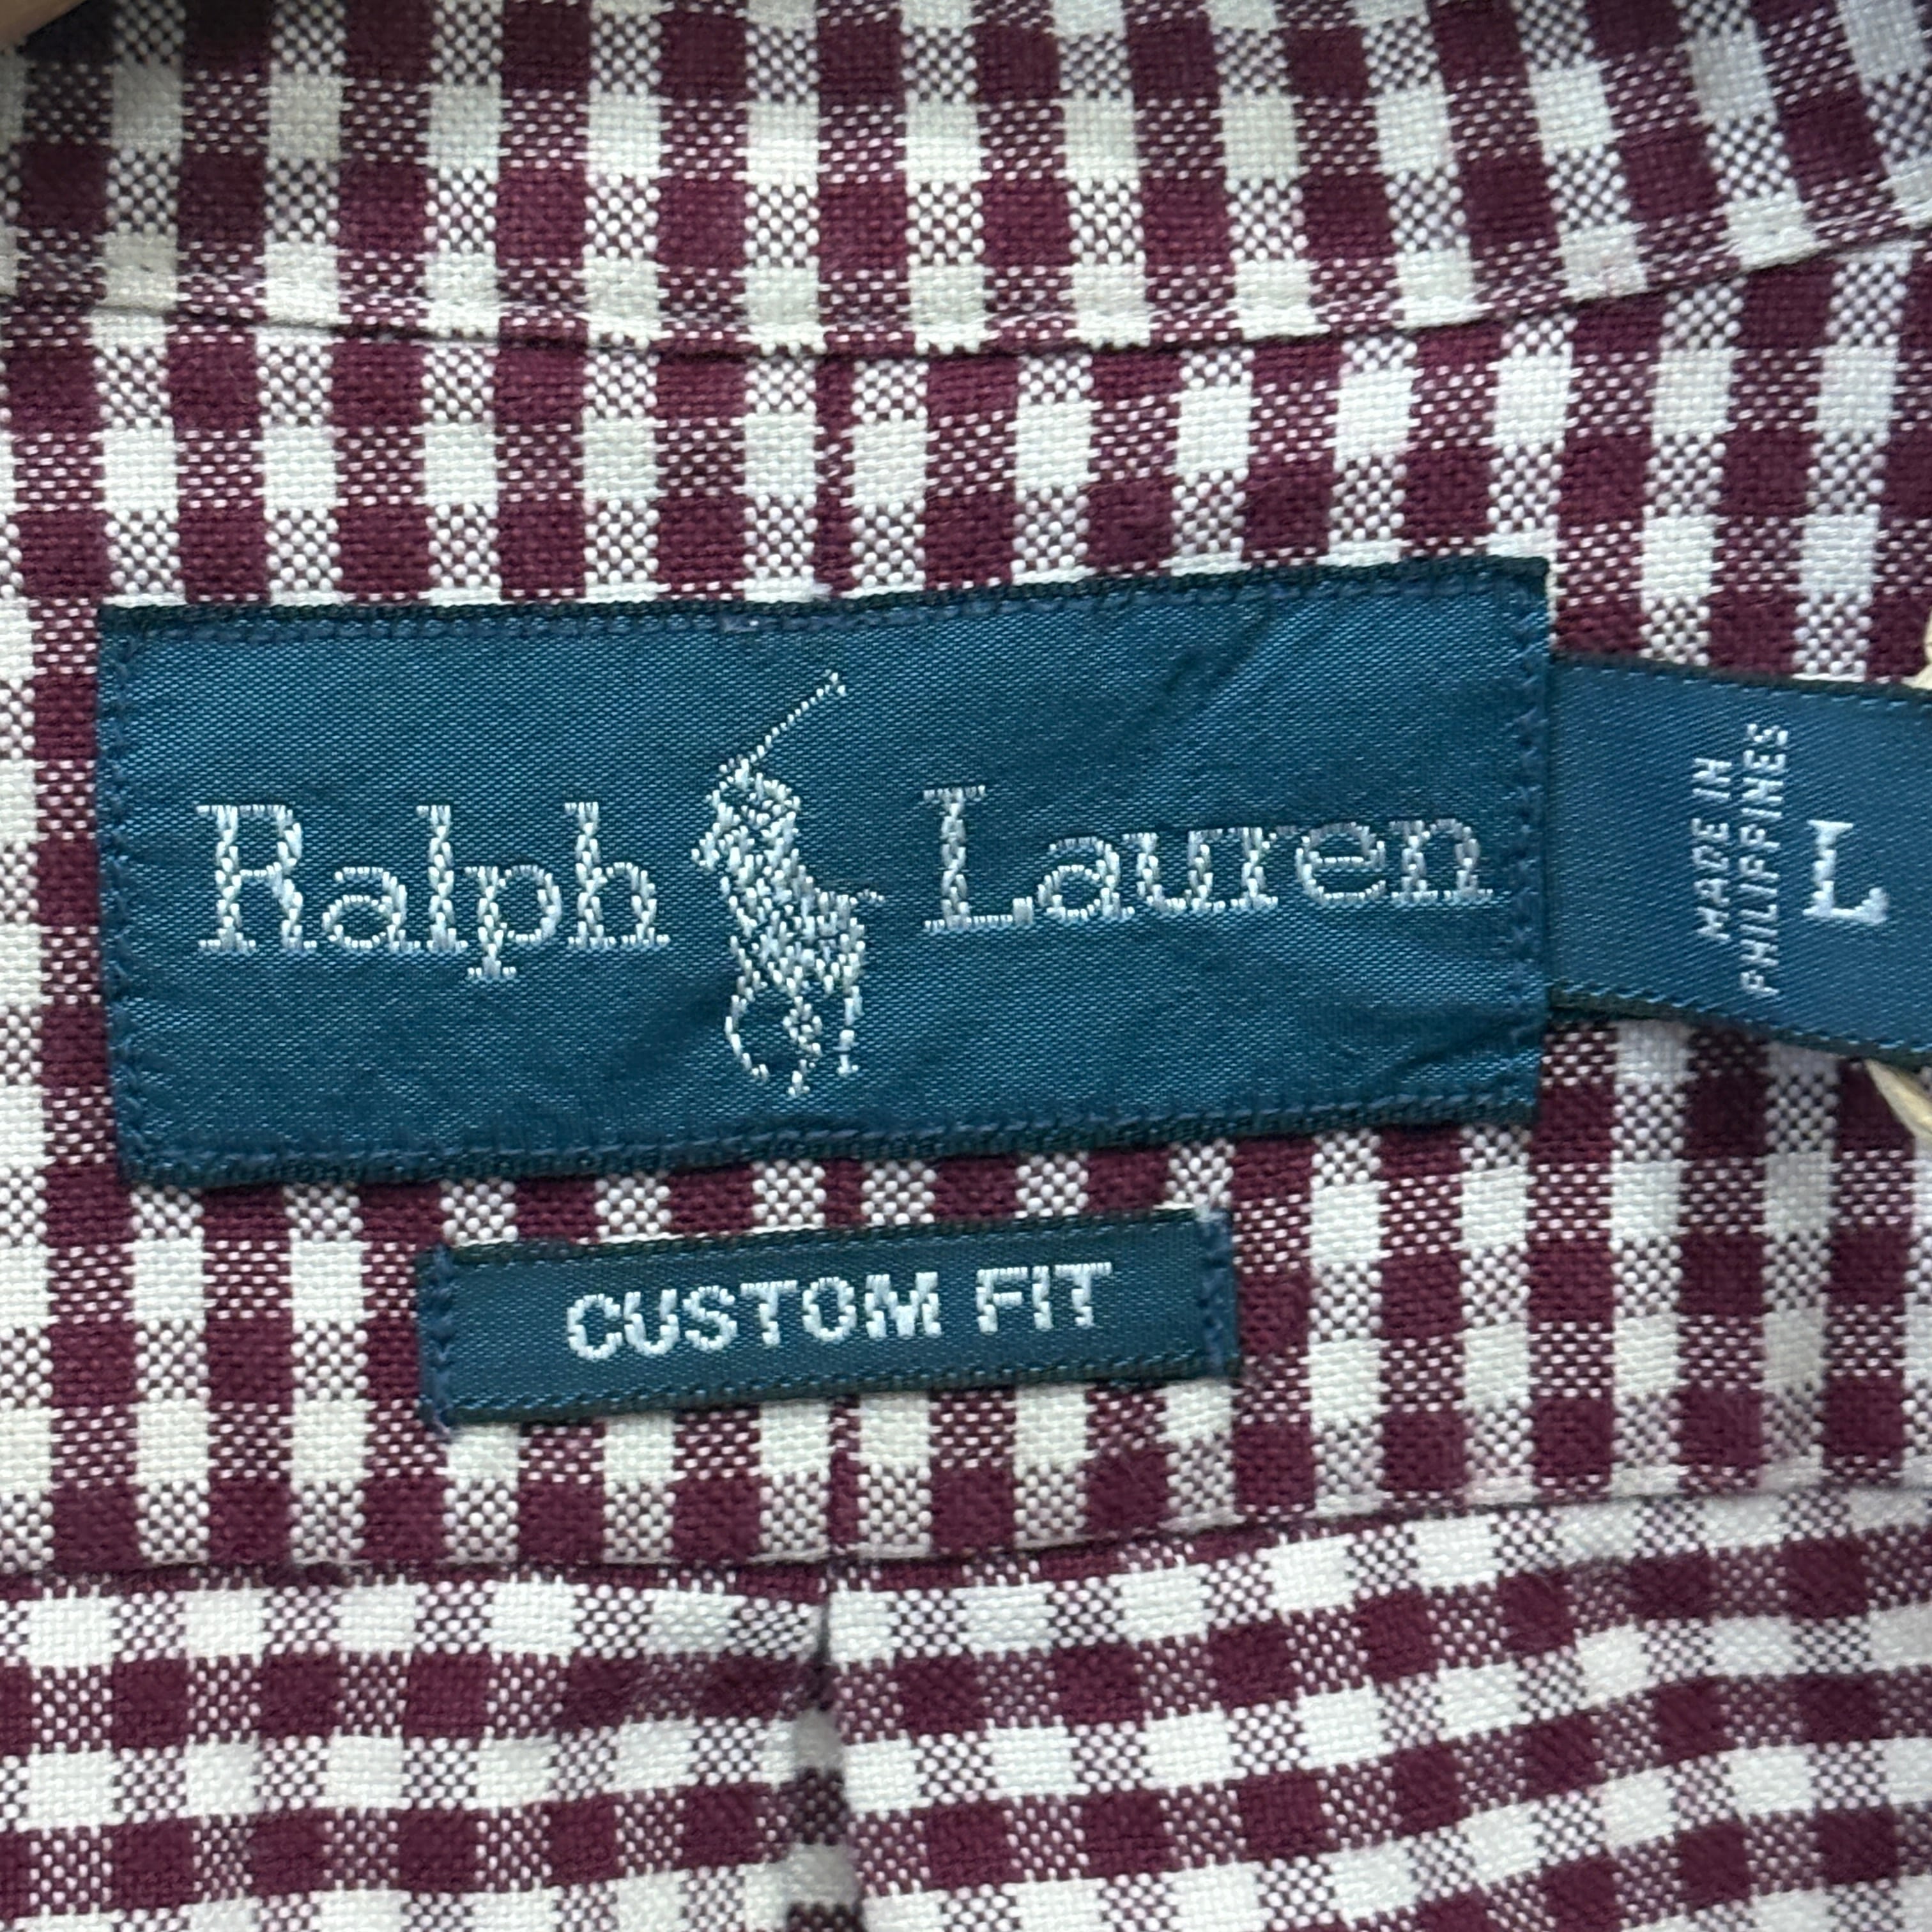 Ralph Lauren
MADE IN
PHILIPPINES
L
CUSTOM FIT